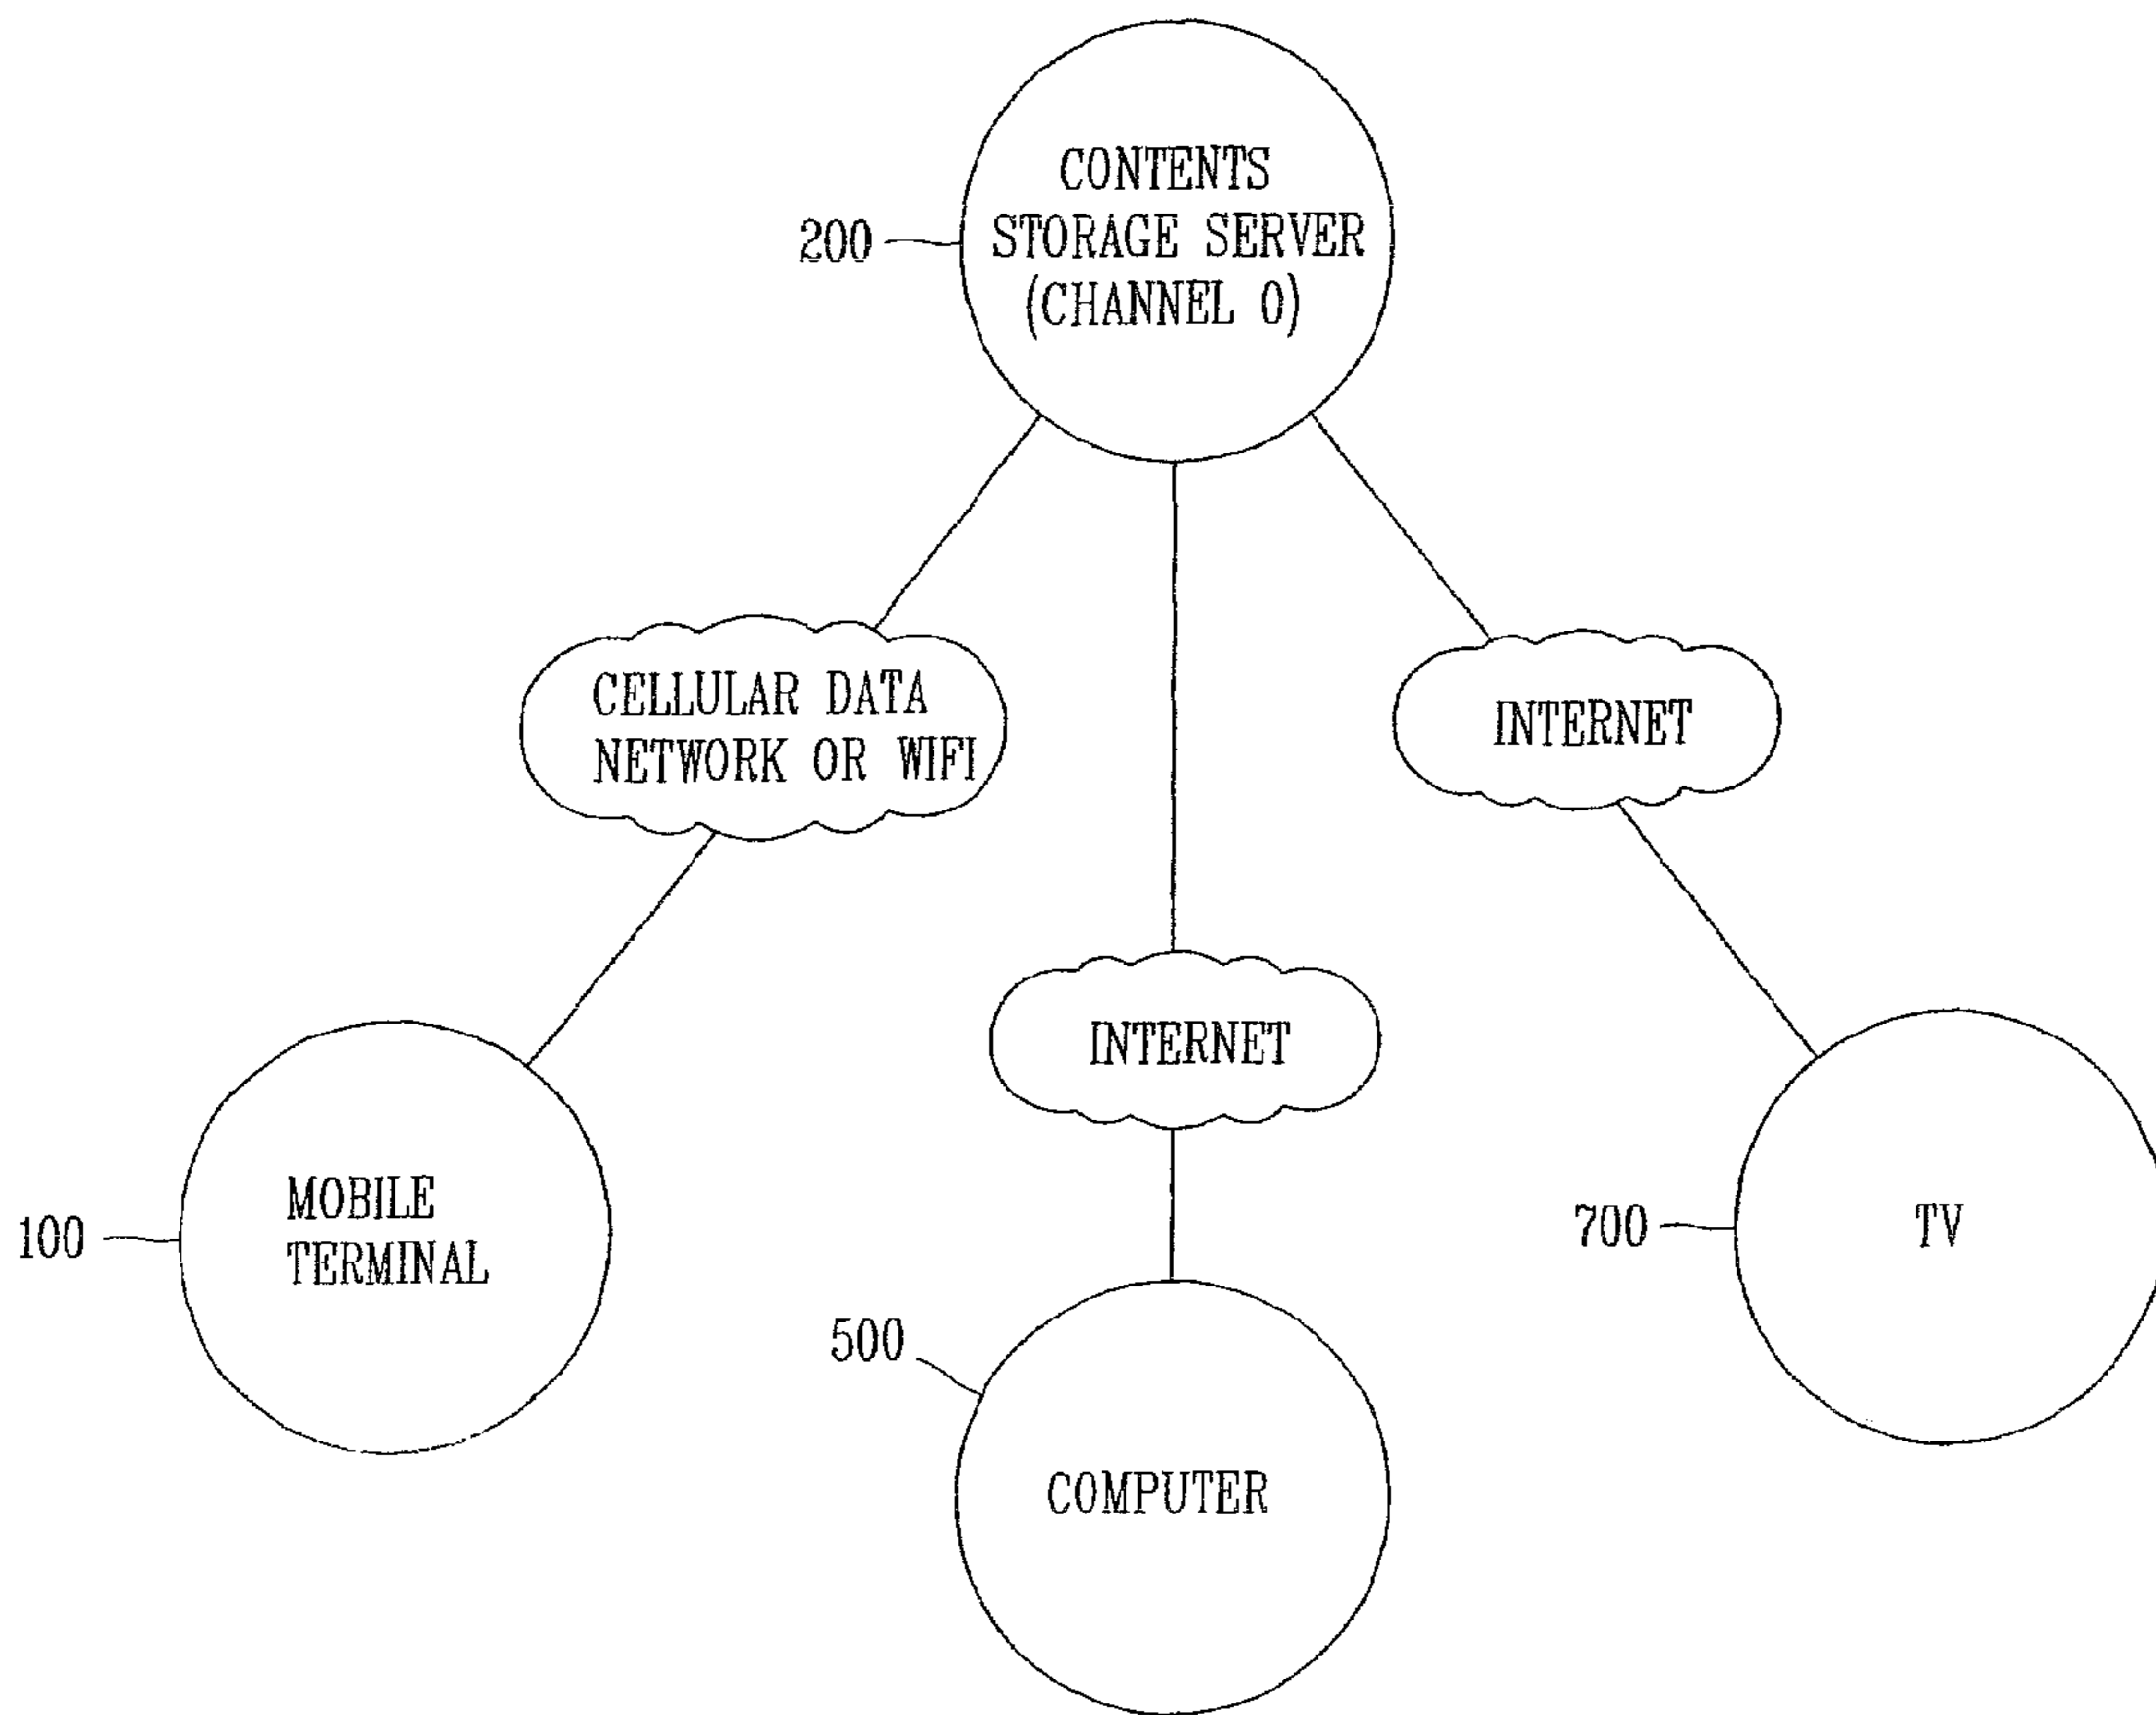 CONTENTS
STORAGE SERVER
(CHANNEL 0)
200
CELLULAR DATA
NETWORK OR WIFI
INTERNET
INTERNET
MOBILE
TERMINAL
100
700
TV
500
COMPUTER